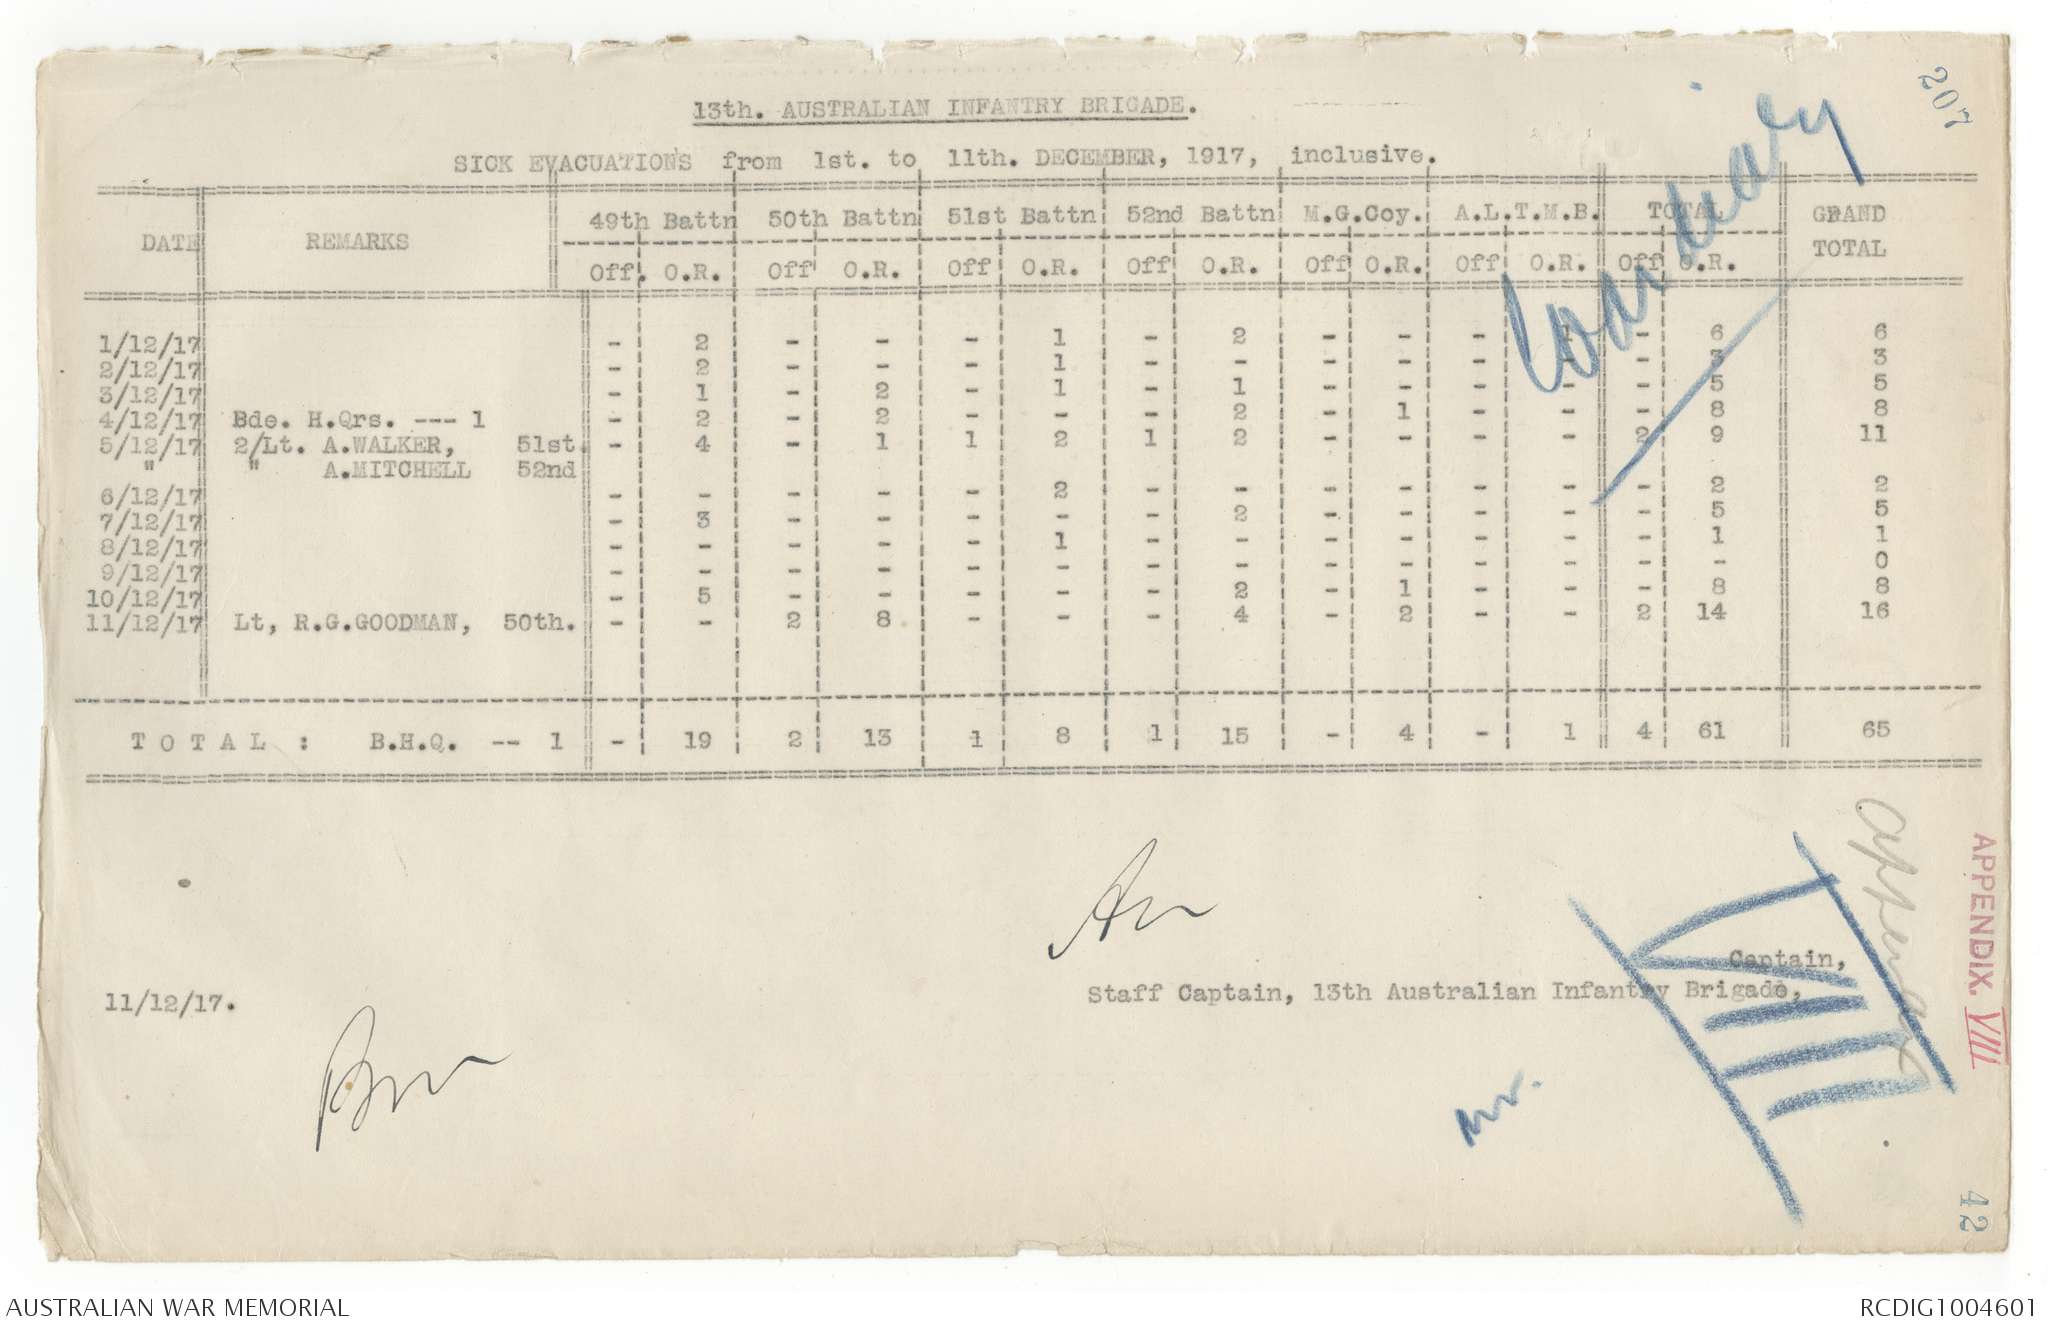 207
13th. AUSTRALIAN INFANTRY BRIGADE.
SICK EVACUATIONS from 1st. to 11th. DECEMBER, 1917, inclusive.
War diary
DATE REMARKS 49th Battn 50th Battn 51st Battn 52nd Battn M.G.Coy. A.L.T.M.B. TOTAL GRAND TOTAL
Off. O.R. Off O.R. Off O.R. Off O.R. Off O.R. Off O.R. Off O.R.
1/12/17 - 2 - - - 1 - 2 - - - 1 - 6 6
2/12/17 - 2 - - - 1 - - - - - - - 3 3
3/12/17 - 1 - 2 - 1 - 1 - - - - - 5 5
4/12/17 Bde. H.Qrs. --- 1 - 2 - 2 - - - 2 - 1 - - - 8 8
5/12/17 2/Lt. A.WALKER, 51st. - 4 - 1 1 2 1 2 - - - - 2 9 11
" " A.MITCHELL 52nd
6/12/17 - - - - - 2 - - - - - - - 2 2
7/12/17 - 3 - - - - - 2 - - - - - 5 5
8/12/17 - - - - - 1 - - - - - - - 1 1
9/12/17 - - - - - - - - - - - - - - 0
10/12/17 - 5 - - - - - 2 - 1 - - - 8 8
11/12/17 Lt, R.G.GOODMAN, 50th. - - 2 8 - - - 4 - 2 - - 2 14 16
TOTAL : B.H.Q. -- 1 - 19 2 13 1 8 1 15 - 4 - 1 4 61 65
Captain,
11/12/17.
Staff Captain, 13th Australian Infantry Brigade,
VIII
APPENDIX. VIII
42
AUSTRALIAN WAR MEMORIAL
RCDIG1004601